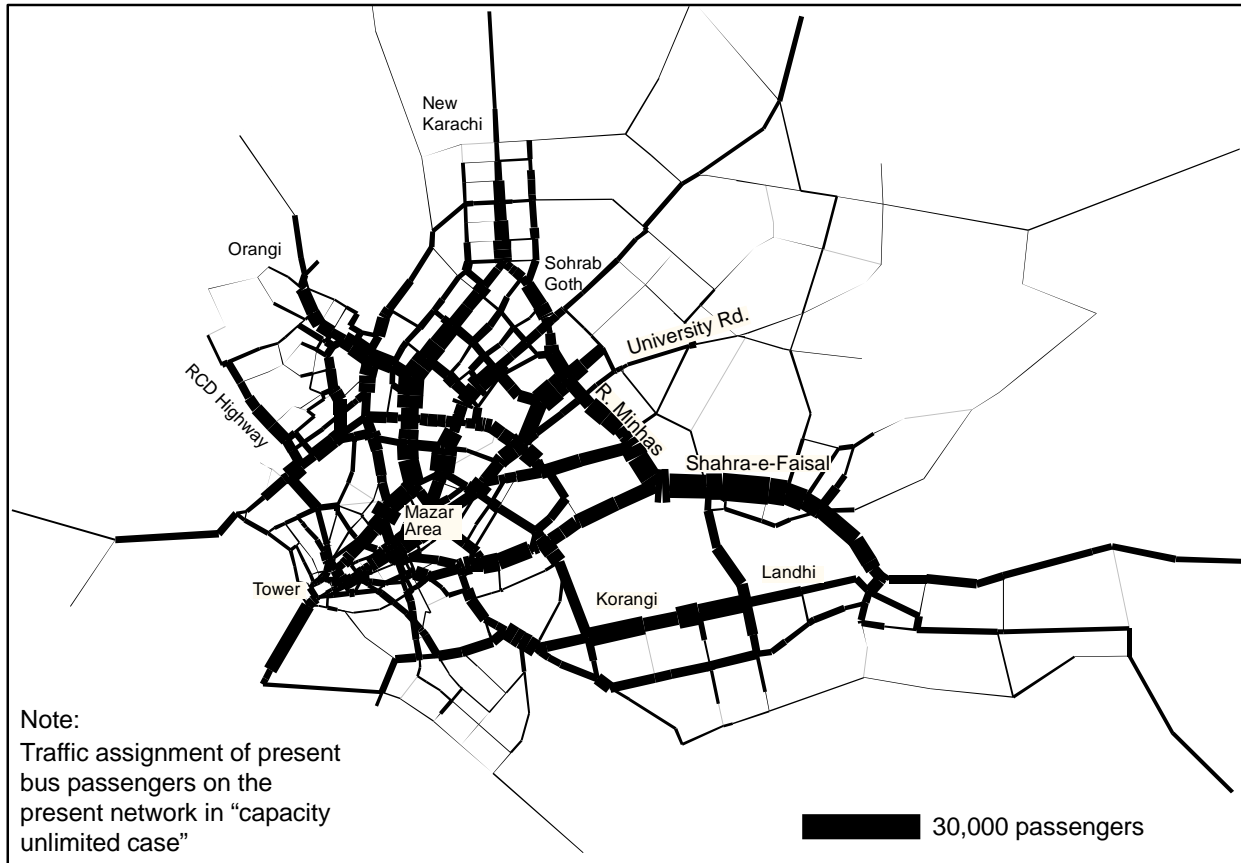 New
Karachi
Orangi
Sohrab
Goth
University Rd.
RCD Highway
R. Minhas
Shahra-e-Faisal
Mazar
Area
Tower
Landhi
Korangi
Note:
Traffic assignment of present
bus passengers on the
present network in “capacity
unlimited case”
30,000 passengers